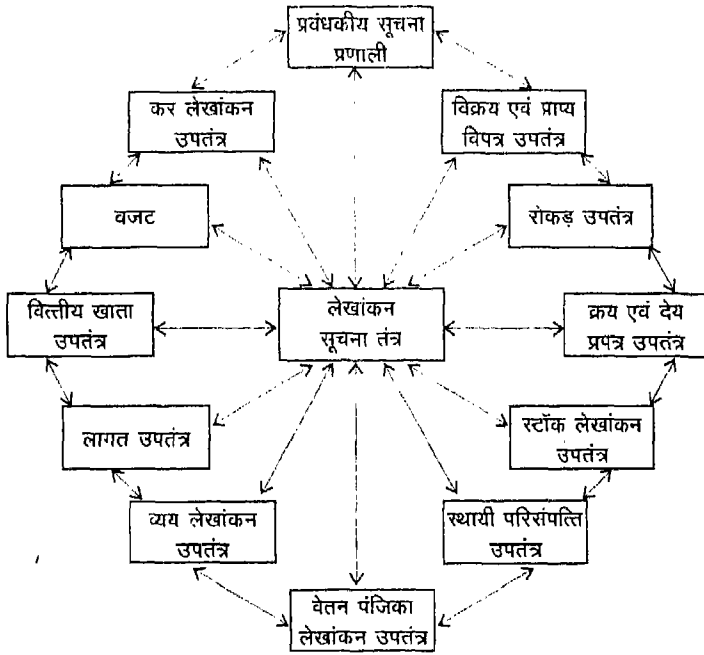 प्रवंधकीय सूचना
प्रणाली
कर लेखांकन
उपतंत्र
विक्रय एवं प्राप्य
विपत्र उपतंत्र
वजट
रोकड़ उपतंत्र
वित्तीय खाता
उपतंत्र
लेखांकन
सूचना तंत्र
क्रय एवं देय
प्रपत्र उपतंत्र
लागत उपतंत्र
स्टॉक लेखांकन
उपतंत्र
व्यय लेखांकन
उपतंत्र
स्थायी परिसंपत्ति
उपतंत्र
वेतन पंजिका
लेखांकन उपतंत्र